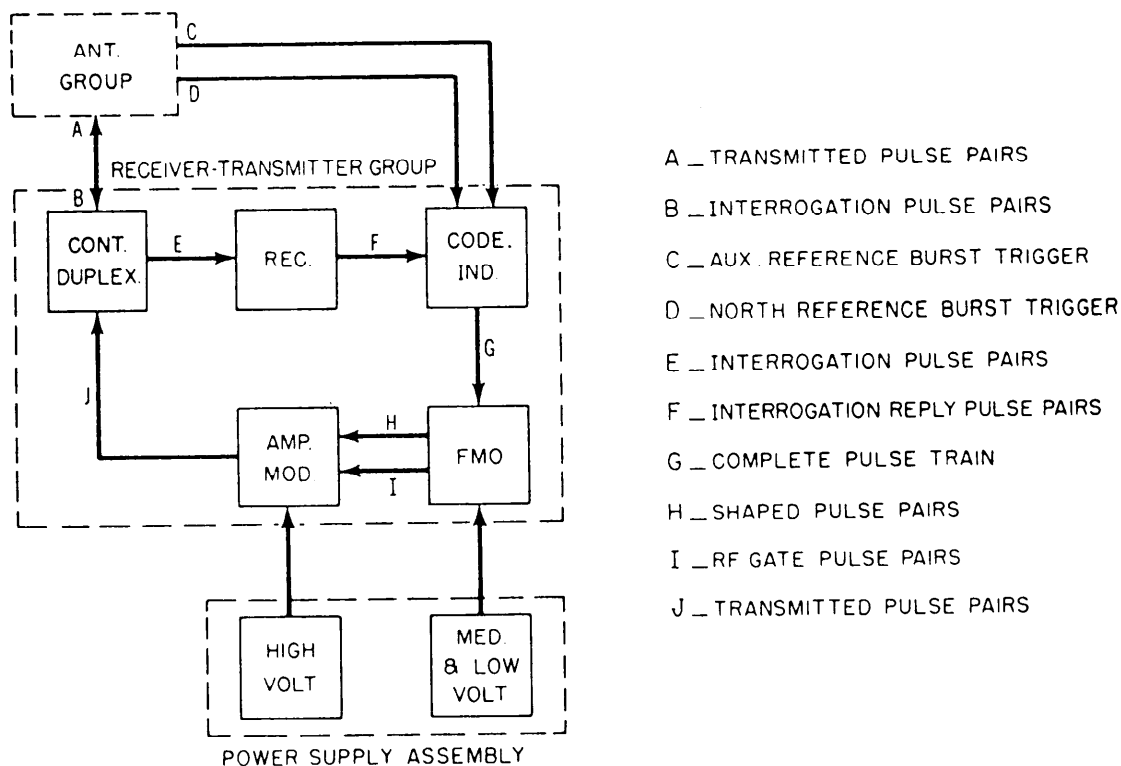 C
ANT.
GROUP
D
A
RECEIVER-TRANSMITTER GROUP
B
CONT.
DUPLEX.
E
REC.
F
CODE.
IND.
G
J
AMP.
MOD.
H
I
FMO
HIGH
VOLT
MED.
& LOW
VOLT
POWER SUPPLY ASSEMBLY
A _ TRANSMITTED PULSE PAIRS
B _ INTERROGATION PULSE PAIRS
C _ AUX. REFERENCE BURST TRIGGER
D _ NORTH REFERENCE BURST TRIGGER
E _ INTERROGATION PULSE PAIRS
F _ INTERROGATION REPLY PULSE PAIRS
G _ COMPLETE PULSE TRAIN
H _ SHAPED PULSE PAIRS
I _ RF GATE PULSE PAIRS
J _ TRANSMITTED PULSE PAIRS